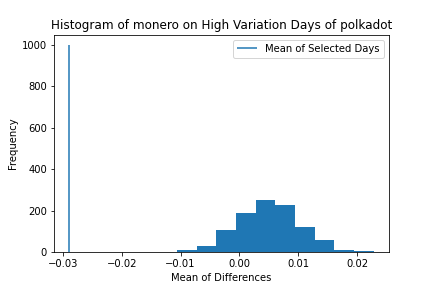 Histogram of monero on High Variation Days of polkadot
Mean of Selected Days
Frequency
1000
800
600
400
200
0
−0.03 −0.02 −0.01 0.00 0.01 0.02
Mean of Differences